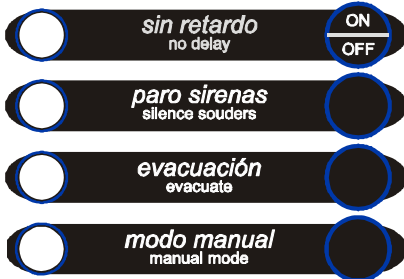 sin retardo
no delay
ON
OFF
paro sirenas
silence souders
evacuación
evacuate
modo manual
manual mode